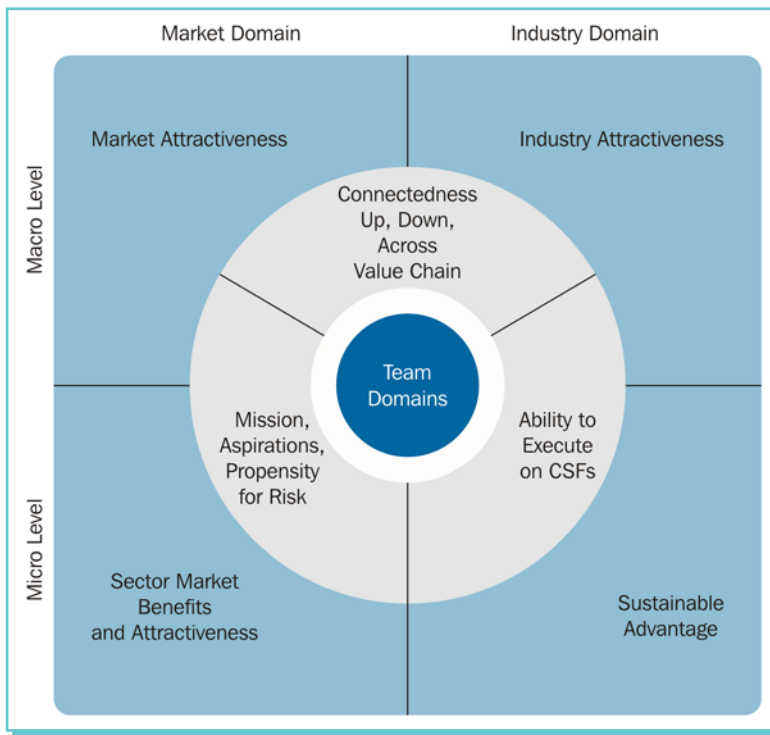 Market Domain
Industry Domain
Macro Level
Market Attractiveness
Industry Attractiveness
Connectedness
Up, Down,
Across
Value Chain
Team
Domains
Mission,
Aspirations,
Propensity
for Risk
Ability to
Execute
on CSFs
Micro Level
Sector Market
Benefits
and Attractiveness
Sustainable
Advantage